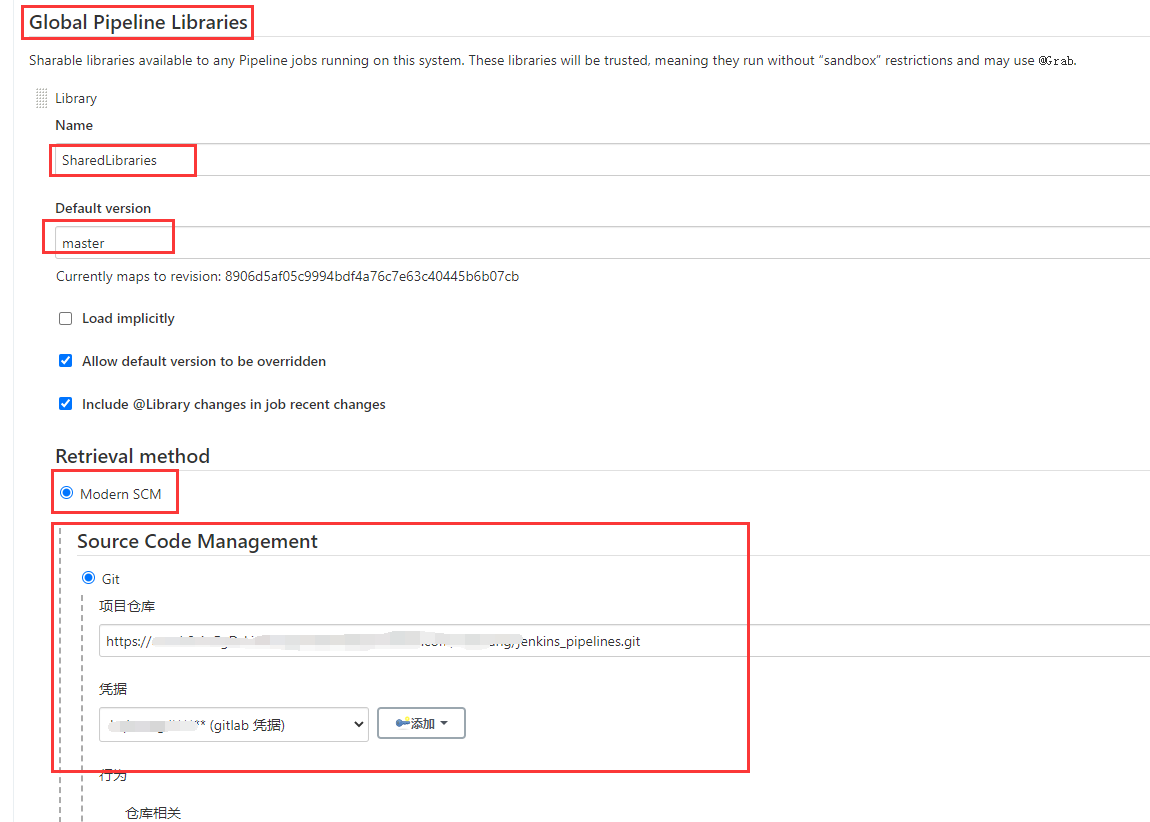 Global Pipeline Libraries
Sharable libraries available to any Pipeline jobs running on this system. These libraries will be trusted, meaning they run without “sandbox” restrictions and may use @Grab.
Library
Name
SharedLibraries
Default version
master
Currently maps to revision: 8906d5af05c9994bdf4a76c7e63c40445b6b07cb
Load implicitly
Allow default version to be overridden
Include @Library changes in job recent changes
Retrieval method
Modern SCM
Source Code Management
Git
项目仓库
https:// /jenkins_pipelines.git
凭据
(gitlab 凭据)
添加
行为
仓库相关